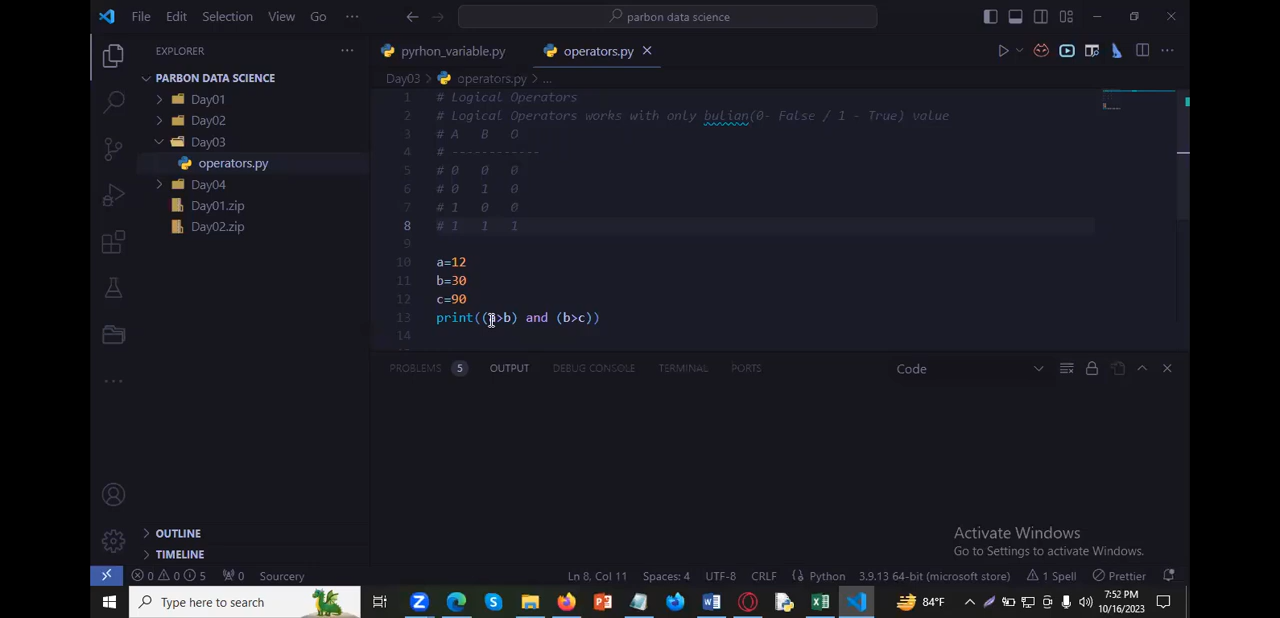 File Edit Selection View Go ··· parbon data science
EXPLORER ···
PARBON DATA SCIENCE
Day01
Day02
Day03
operators.py
Day04
Day01.zip
Day02.zip
OUTLINE
TIMELINE
pyrhon_variable.py operators.py
Day03 > operators.py > ...
1 # Logical Operators
2 # Logical Operators works with only bulian(0- False / 1 - True) value
3 # A B O
4 # ------------
5 # 0 0 0
6 # 0 1 0
7 # 1 0 0
8 # 1 1 1
9
10 a=12
11 b=30
12 c=90
13 print((a>b) and (b>c))
14
PROBLEMS 5 OUTPUT DEBUG CONSOLE TERMINAL PORTS Code
Activate Windows
Go to Settings to activate Windows.
0 0 5 0 Sourcery Ln 8, Col 11 Spaces: 4 UTF-8 CRLF Python 3.9.13 64-bit (microsoft store) 1 Spell Prettier
Type here to search 84°F 7:52 PM
10/16/2023